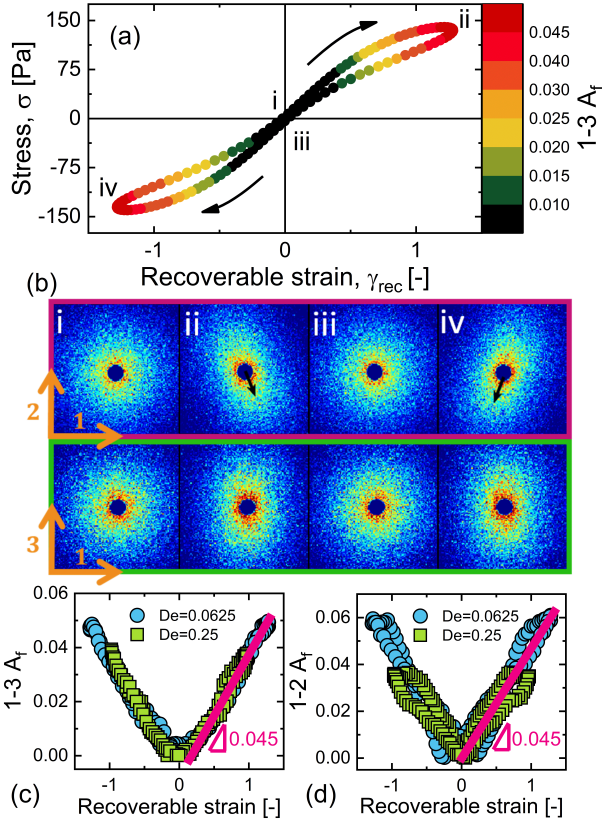 (a)
ii
i
iii
iv
Stress, σ [Pa]
150
75
0
-75
-150
-1
0
1
Recoverable strain, γrec [-]
0.045
0.040
0.035
0.030
0.025
0.020
0.015
0.010
1-3 Af
(b)
i
ii
iii
iv
2
1
3
1
0.06
0.04
0.02
0.00
1-3 Af
De=0.0625
De=0.25
0.045
-1
0
1
(c)
Recoverable strain [-]
0.06
0.04
0.02
0.00
1-2 Af
De=0.0625
De=0.25
0.045
-1
0
1
(d)
Recoverable strain [-]